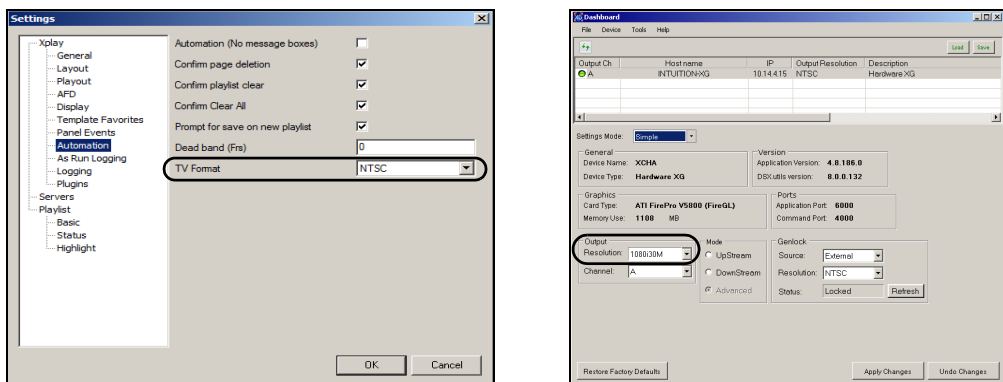 Settings
Xplay
General
Layout
Playout
AFD
Display
Template Favorites
Panel Events
Automation
As Run Logging
Logging
Plugins
Servers
Playlist
Basic
Status
Highlight
Automation (No message boxes)
Confirm page deletion
Confirm playlist clear
Confirm Clear All
Prompt for save on new playlist
Dead band (Frs) 0
TV Format NTSC
OK Cancel
Dashboard
File Device Tools Help
Load Save
Output Ch Host name IP Output Resolution Description
A INTUITION-XG 10.14.4.15 NTSC Hardware XG
Settings Mode: Simple
General
Device Name: XCHA
Device Type: Hardware XG
Version
Application Version: 4.8.186.0
DSX.utils version: 8.0.0.132
Graphics
Card Type: ATI FirePro V5800 (FireGL)
Memory Use: 1108 MB
Ports
Application Port: 6000
Command Port: 4000
Output
Resolution: 1080i30M
Channel: A
Mode
UpStream
DownStream
Advanced
Genlock
Source: External
Resolution: NTSC
Status: Locked Refresh
Restore Factory Defaults Apply Changes Undo Changes